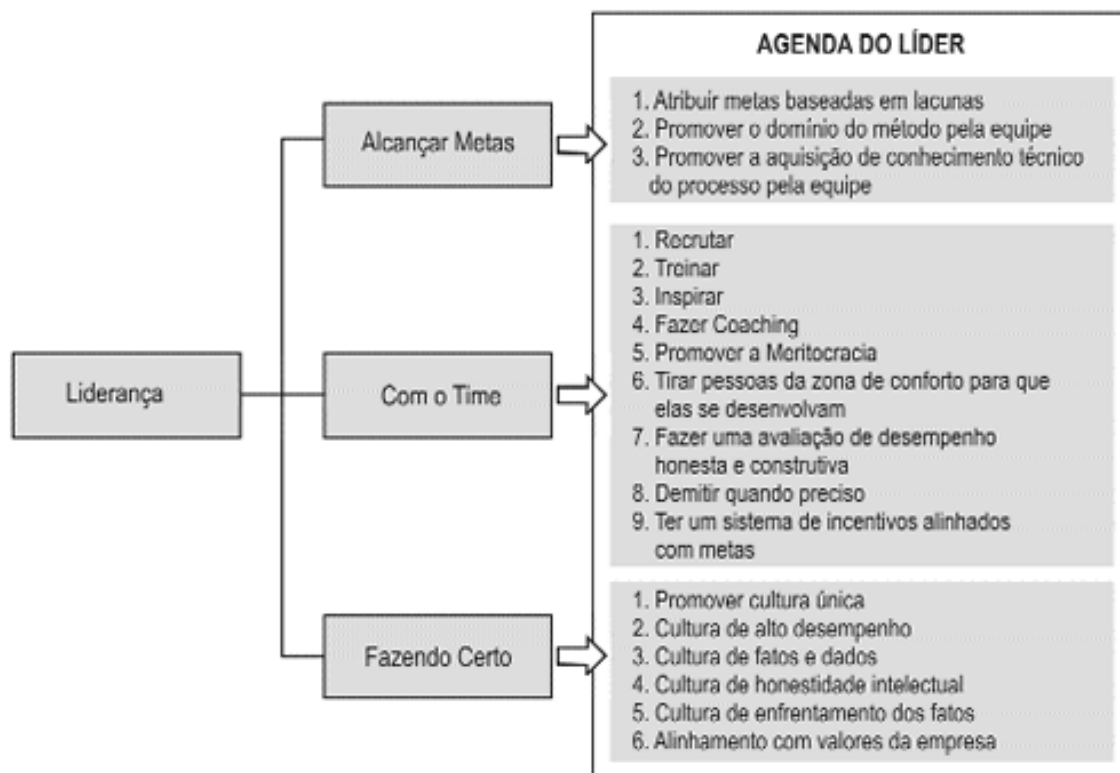 AGENDA DO LÍDER
Liderança
Alcançar Metas
1. Atribuir metas baseadas em lacunas
2. Promover o domínio do método pela equipe
3. Promover a aquisição de conhecimento técnico
do processo pela equipe
Com o Time
1. Recrutar
2. Treinar
3. Inspirar
4. Fazer Coaching
5. Promover a Meritocracia
6. Tirar pessoas da zona de conforto para que
elas se desenvolvam
7. Fazer uma avaliação de desempenho
honesta e construtiva
8. Demitir quando preciso
9. Ter um sistema de incentivos alinhados
com metas
Fazendo Certo
1. Promover cultura única
2. Cultura de alto desempenho
3. Cultura de fatos e dados
4. Cultura de honestidade intelectual
5. Cultura de enfrentamento dos fatos
6. Alinhamento com valores da empresa